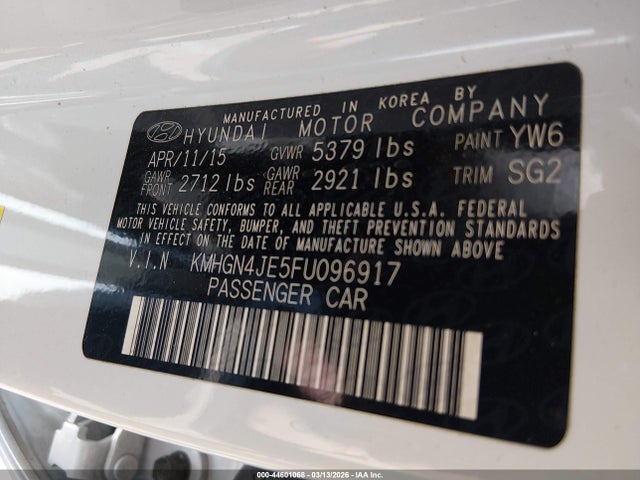 MANUFACTURED IN KOREA BY
HYUNDAI MOTOR COMPANY
APR/11/15 GVWR 5379 lbs PAINT YW6
GAWR FRONT 2712 lbs GAWR REAR 2921 lbs TRIM SG2
THIS VEHICLE CONFORMS TO ALL APPLICABLE U.S.A. FEDERAL
MOTOR VEHICLE SAFETY, BUMPER, AND THEFT PREVENTION STANDARDS
IN EFFECT ON THE DATE OF MANUFACTURE SHOWN ABOVE
V.I.N KMHGN4JE5FU096917
PASSENGER CAR
000-44601068 03/13/2026 - IAAI.COM